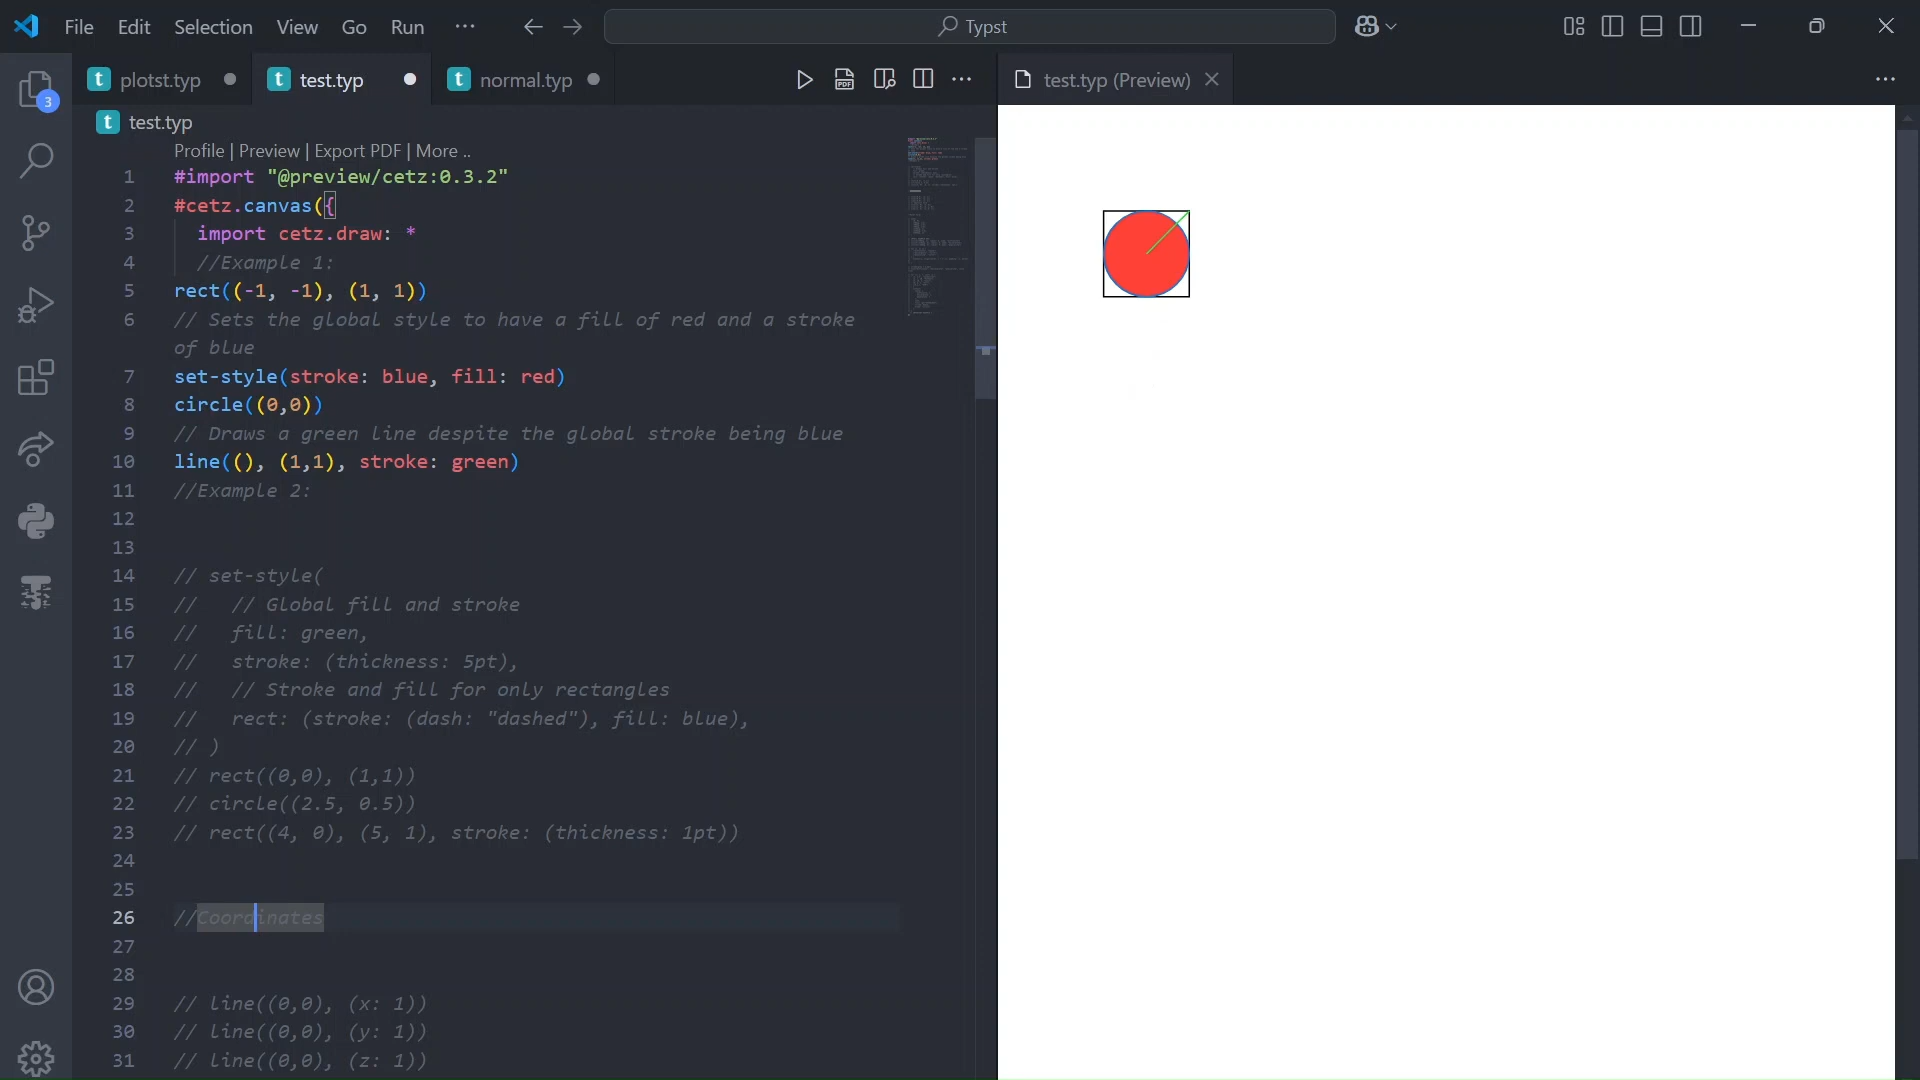 File Edit Selection View Go Run ··· Typst
plotst.typ test.typ normal.typ test.typ (Preview)
3
test.typ
Profile | Preview | Export PDF | More ..
1 #import "@preview/cetz:0.3.2"
2 #cetz.canvas({
3 import cetz.draw: *
4 //Example 1:
5 rect((-1, -1), (1, 1))
6 // Sets the global style to have a fill of red and a stroke
of blue
7 set-style(stroke: blue, fill: red)
8 circle((0,0))
9 // Draws a green line despite the global stroke being blue
10 line((), (1,1), stroke: green)
11 //Example 2:
12
13
14 // set-style(
15 // // Global fill and stroke
16 // fill: green,
17 // stroke: (thickness: 5pt),
18 // // Stroke and fill for only rectangles
19 // rect: (stroke: (dash: "dashed"), fill: blue),
20 // )
21 // rect((0,0), (1,1))
22 // circle((2.5, 0.5))
23 // rect((4, 0), (5, 1), stroke: (thickness: 1pt))
24
25
26 //Coordinates
27
28
29 // line((0,0), (x: 1))
30 // line((0,0), (y: 1))
31 // line((0,0), (z: 1))